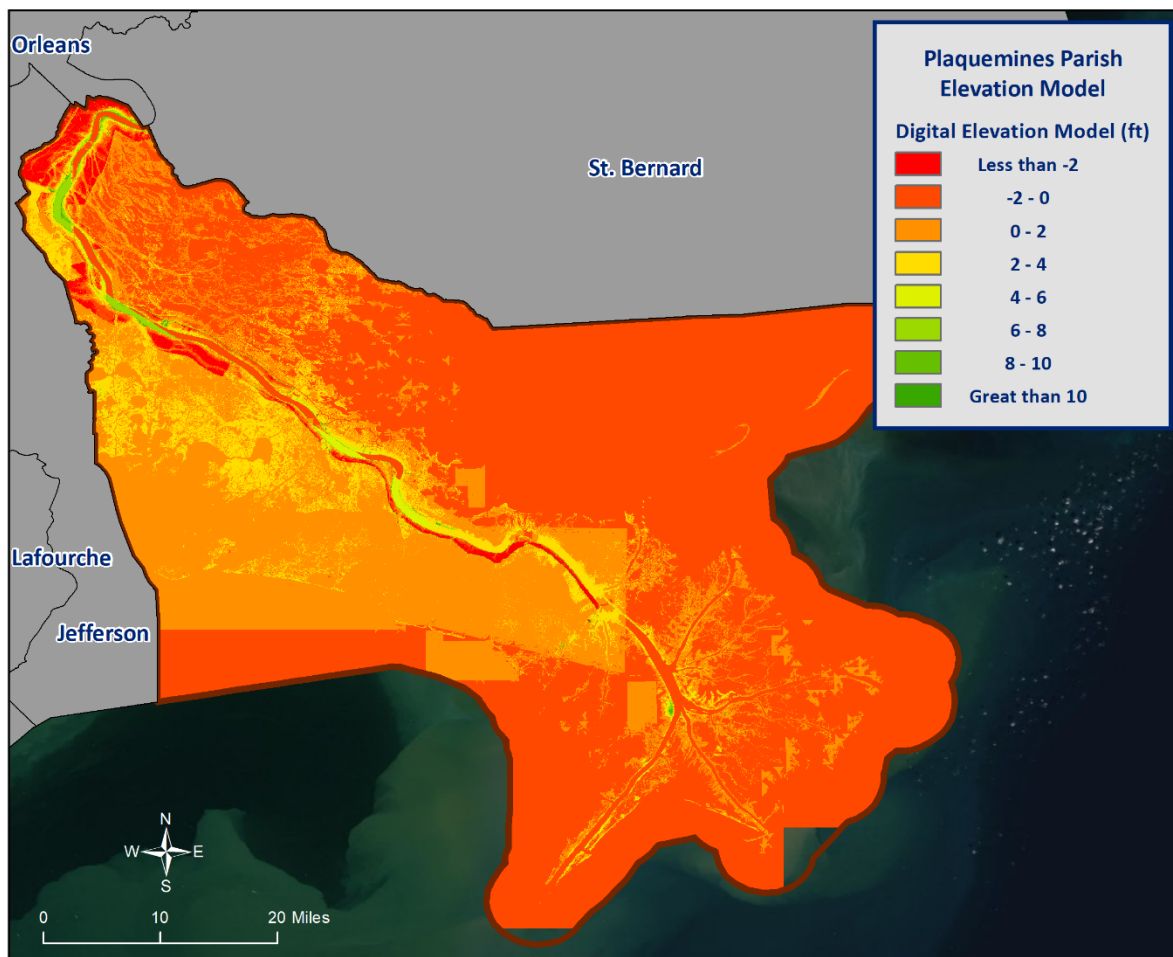 Orleans
St. Bernard
Lafourche
Jefferson
Plaquemines Parish
Elevation Model
Digital Elevation Model (ft)
Less than -2
-2 - 0
0 - 2
2 - 4
4 - 6
6 - 8
8 - 10
Great than 10
N
W E
S
0 10 20 Miles